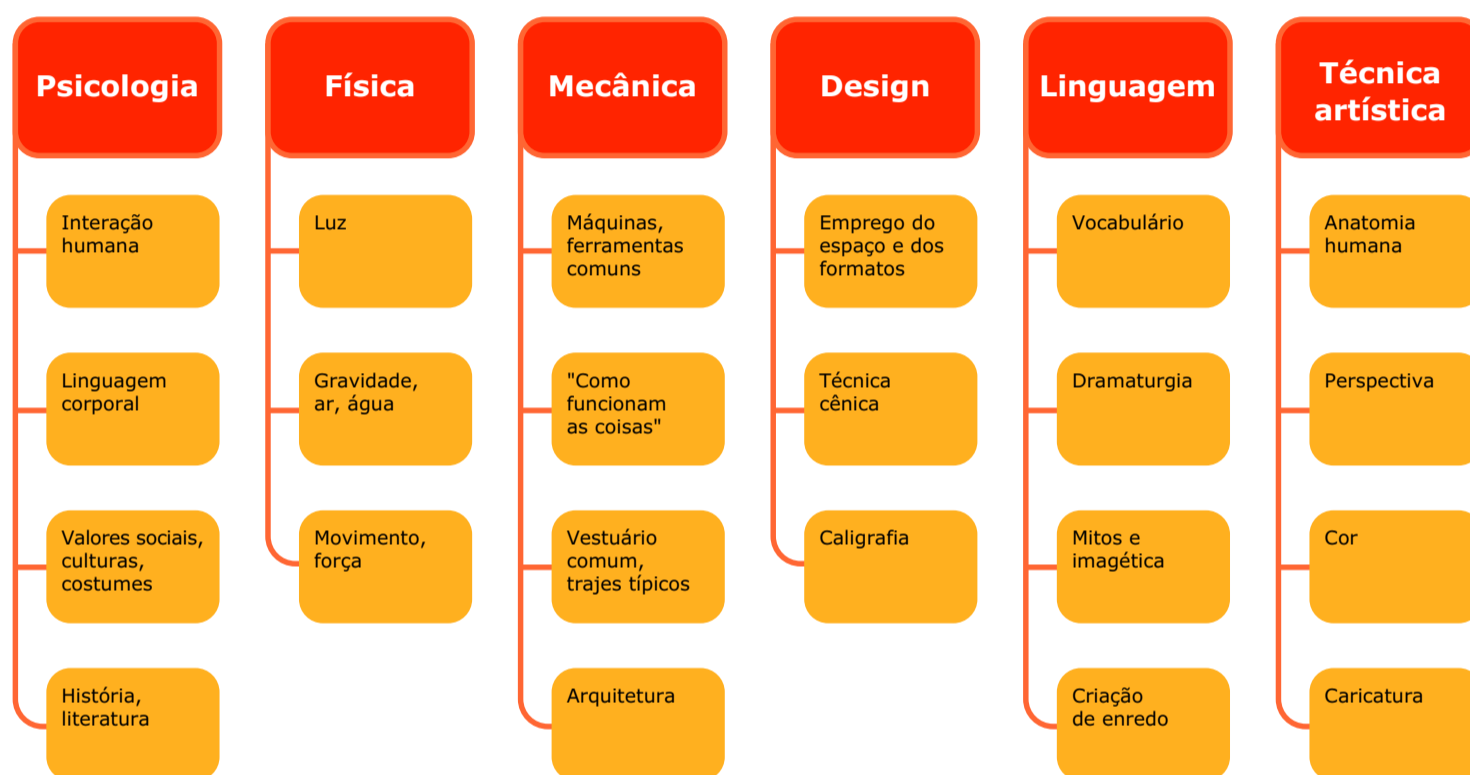 Psicologia
Interação
humana
Linguagem
corporal
Valores sociais,
culturas,
costumes
História,
literatura
Física
Luz
Gravidade,
ar, água
Movimento,
força
Mecânica
Máquinas,
ferramentas
comuns
"Como
funcionam
as coisas"
Vestuário
comum,
trajes típicos
Arquitetura
Design
Emprego do
espaço e dos
formatos
Técnica
cênica
Caligrafia
Linguagem
Vocabulário
Dramaturgia
Mitos e
imagética
Criação
de enredo
Técnica
artística
Anatomia
humana
Perspectiva
Cor
Caricatura